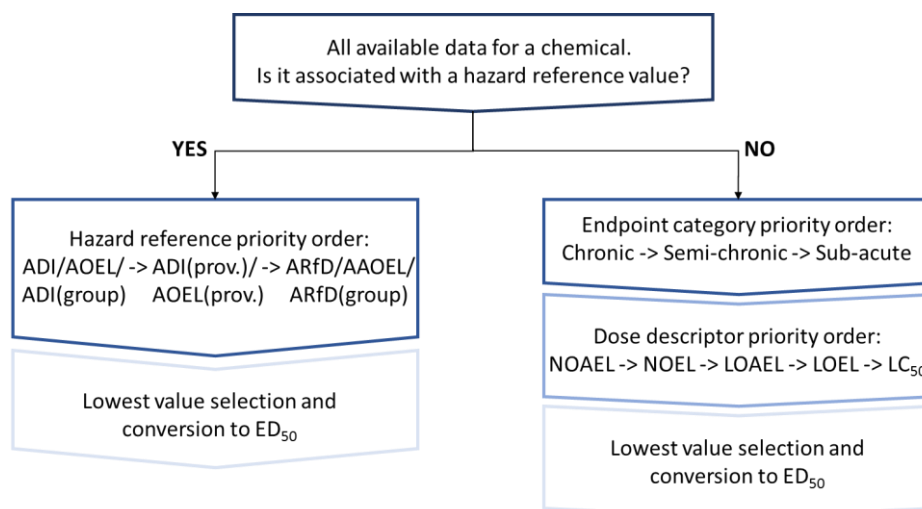 All available data for a chemical.
Is it associated with a hazard reference value?
YES
NO
Hazard reference priority order:
ADI/AOEL/ -> ADI(prov.)/ -> ARfD/AAOEL/
ADI(group) AOEL(prov.) ARfD(group)
Lowest value selection and
conversion to ED50
Endpoint category priority order:
Chronic -> Semi-chronic -> Sub-acute
Dose descriptor priority order:
NOAEL -> NOEL -> LOAEL -> LOEL -> LC50
Lowest value selection and
conversion to ED50